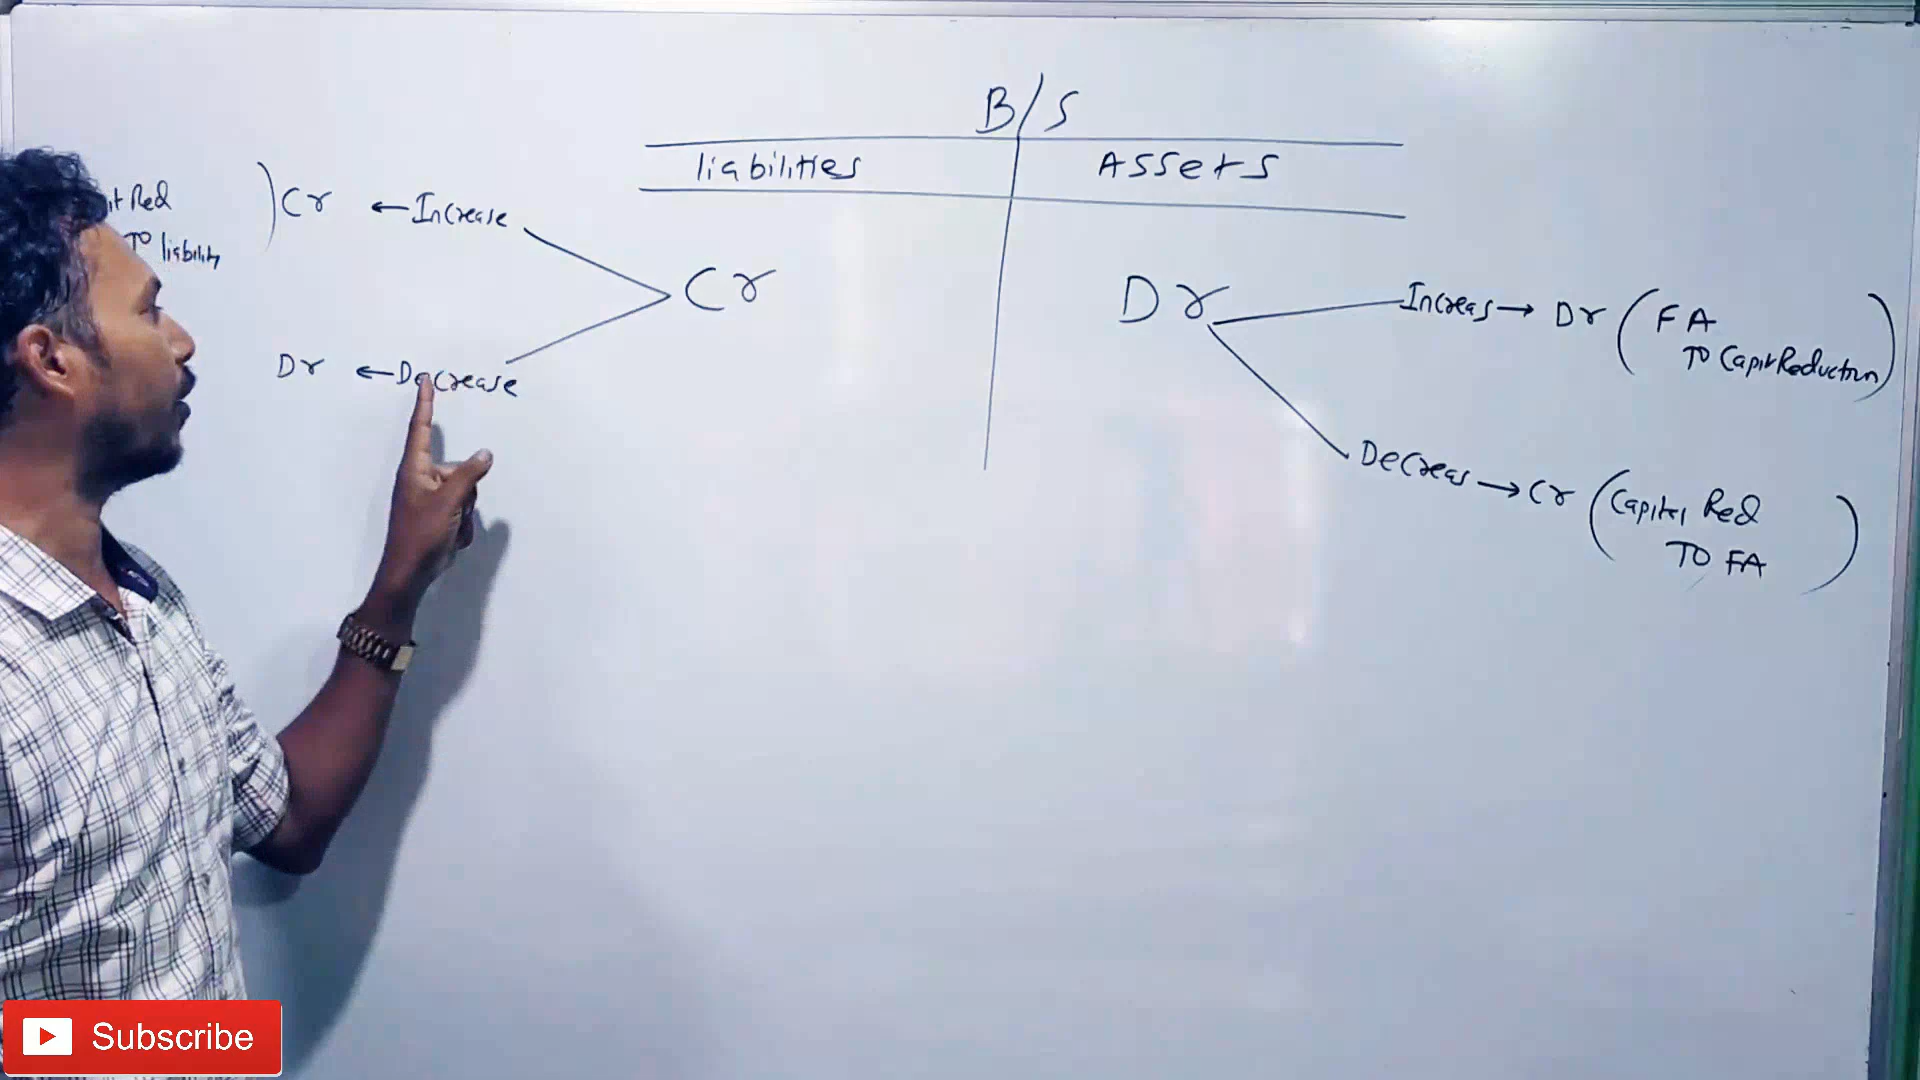 B/S
liabilities Assets
Red ) Cr ← Increase
TO liability
Cr
Dr ← Decrease
Dr
Increas → Dr ( FA
TO Capit Reduction )
Decreas → Cr ( Capital Red
TO FA )
Subscribe